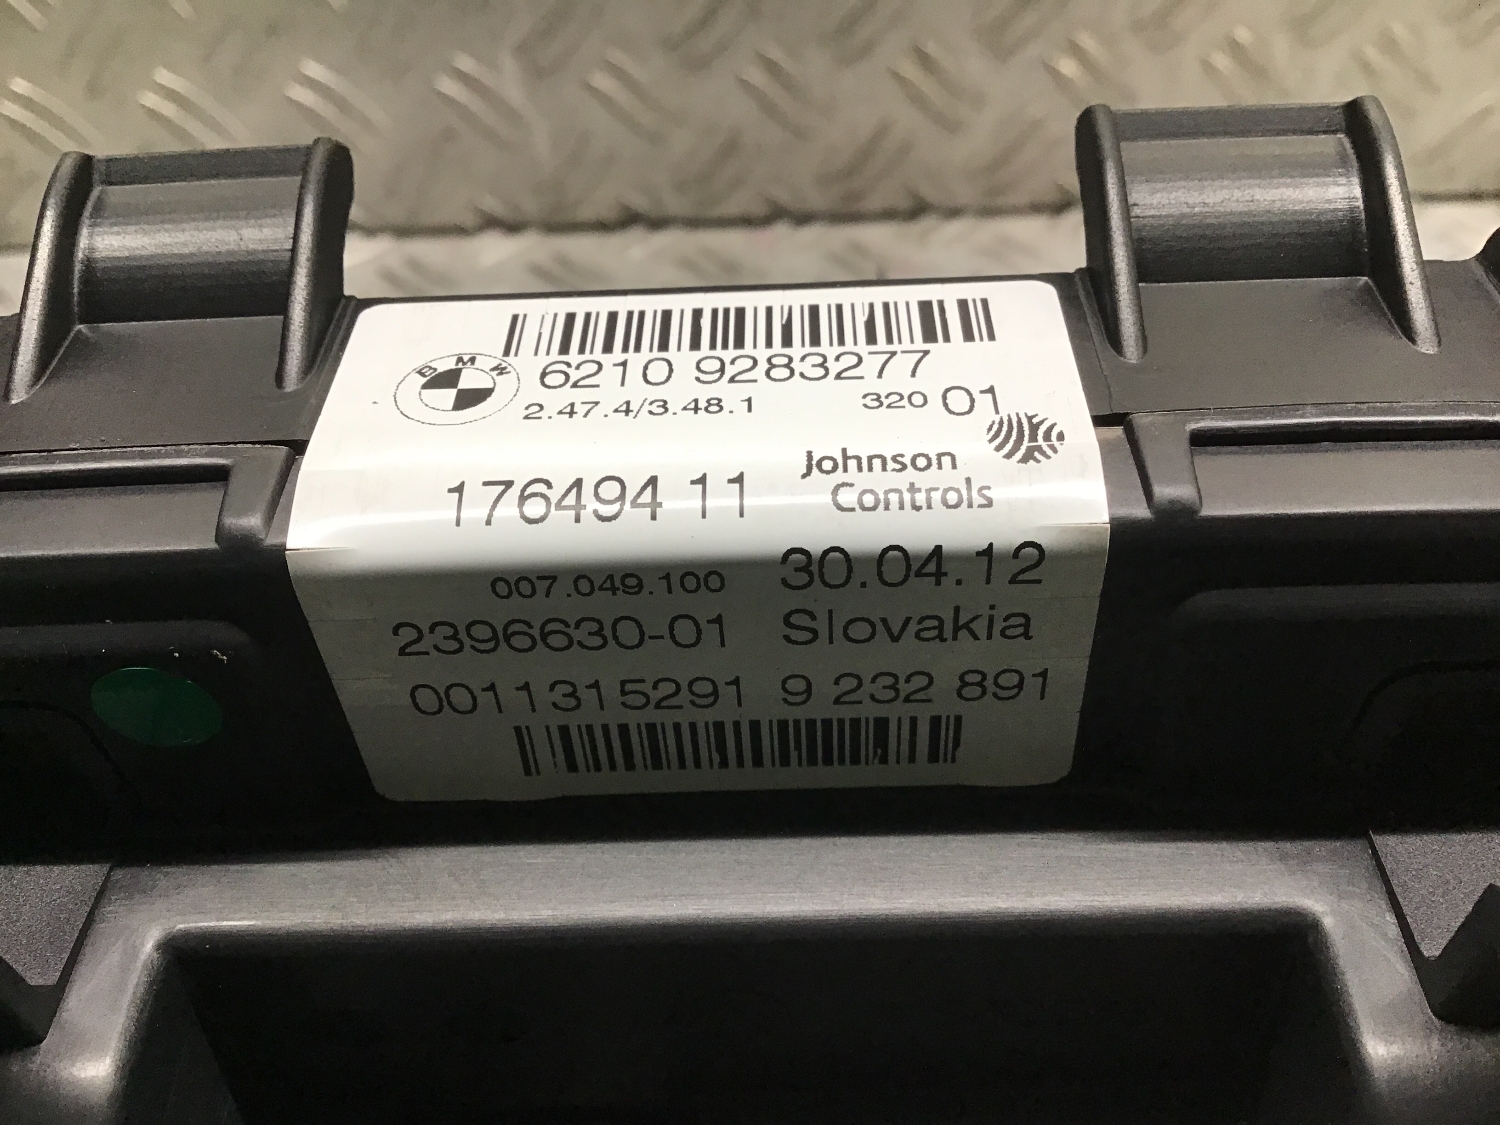 BMW
6210 9283277
2.47.4/3.48.1 320 01
Johnson
Controls
176494 11
007.049.100 30.04.12
2396630-01 Slovakia
0011315291 9 232 891